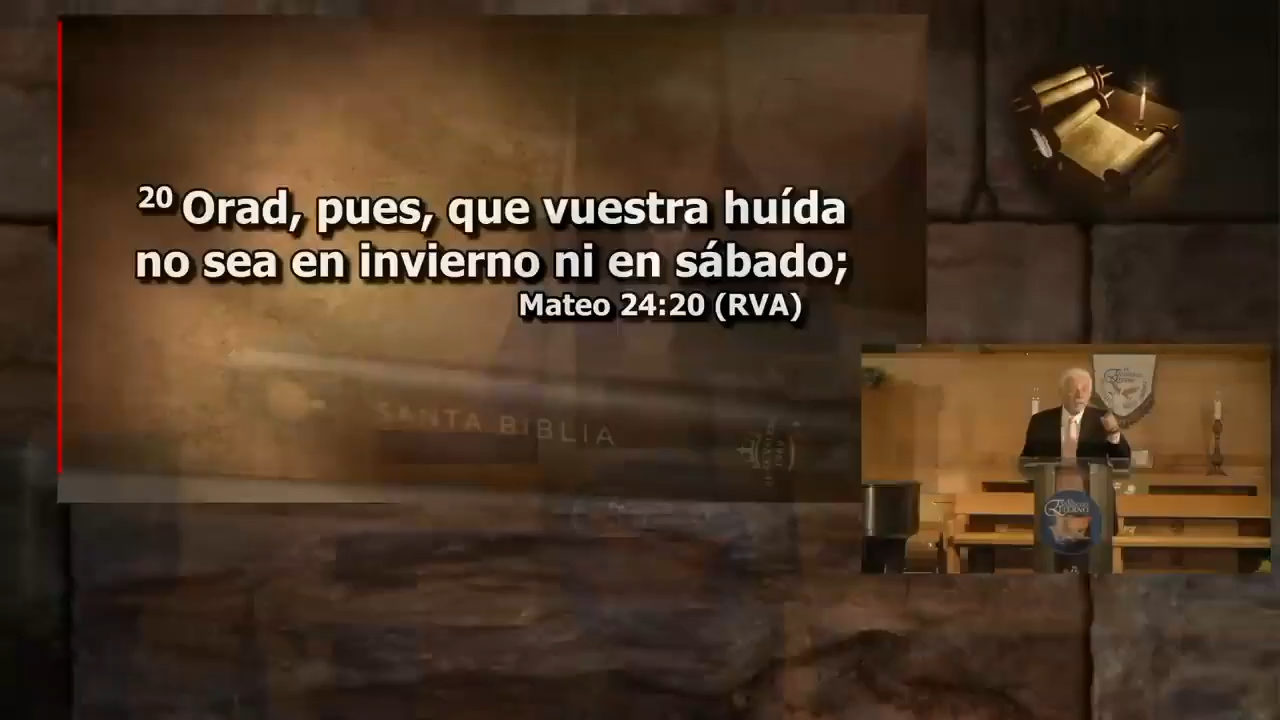 20 Orad, pues, que vuestra huída
no sea en invierno ni en sábado;
Mateo 24:20 (RVA)
SANTA BIBLIA